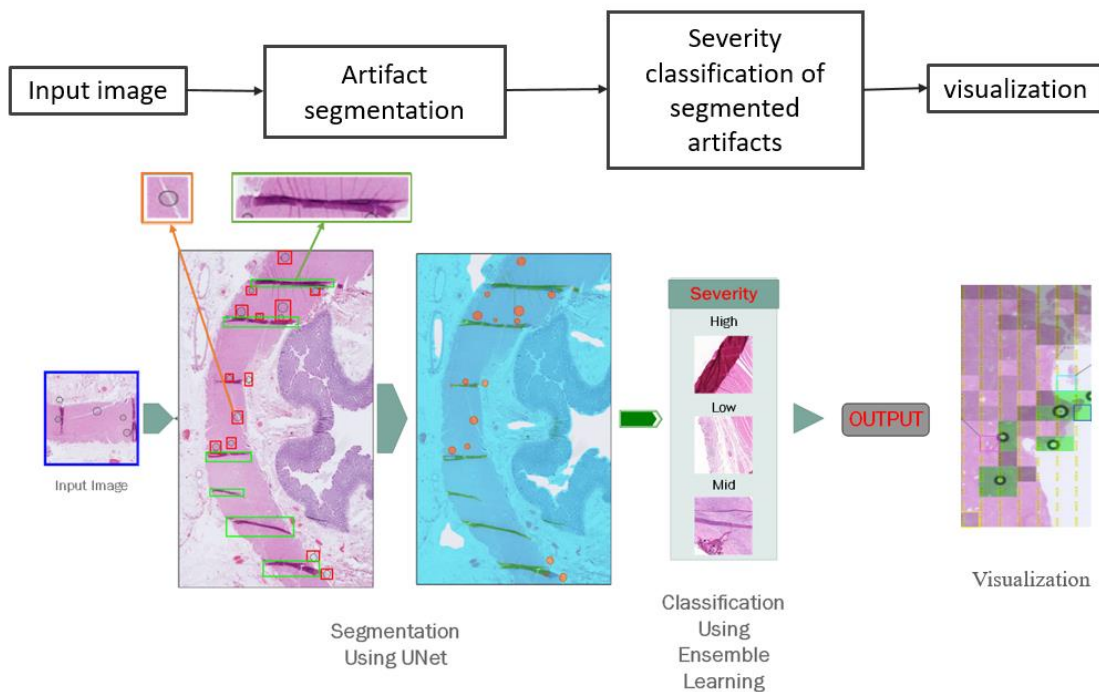 Input image
Artifact
segmentation
Severity
classification of
segmented
artifacts
visualization
Input Image
Segmentation
Using UNet
Severity
High
Low
Mid
Classification
Using
Ensemble
Learning
OUTPUT
Visualization